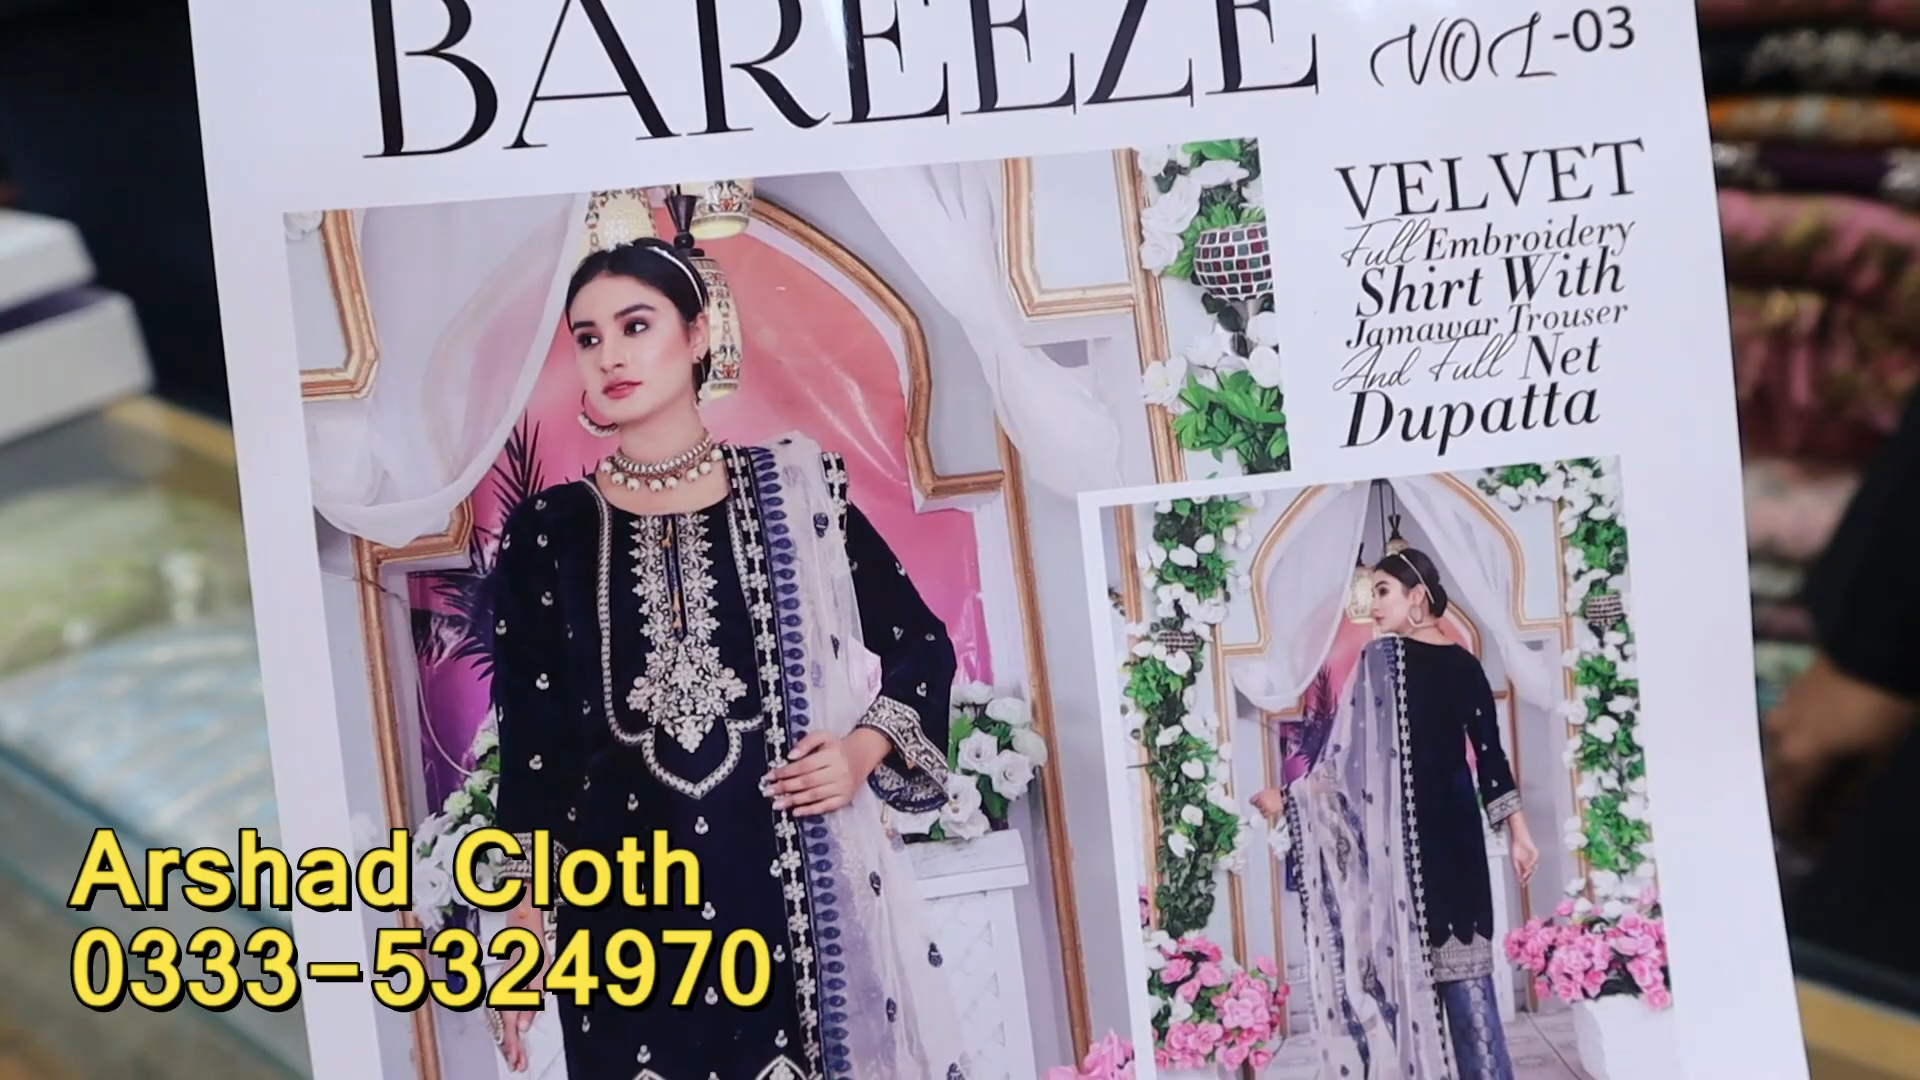 BAREEZE VOL-03
VELVET
Full Embroidery
Shirt With
Jamawar Trouser
And Full Net
Dupatta
Arshad Cloth
0333-5324970